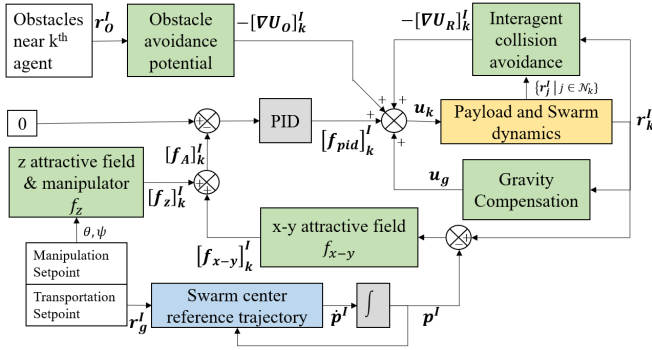 Obstacles
near kᵗʰ
agent
r_O^I
Obstacle
avoidance
potential
−[∇U_O]_k^I
−[∇U_R]_k^I
Interagent
collision
avoidance
{r_j^I | j ∈ 𝒩_k}
0
+
−
PID
[f_pid]_k^I
+
+
+
+
u_k
Payload and Swarm
dynamics
r_k^I
[f_A]_k^I
z attractive field
& manipulator
f_z
[f_z]_k^I
+
+
u_g
Gravity
Compensation
θ, ψ
[f_x−y]_k^I
x-y attractive field
f_x−y
+
−
Manipulation
Setpoint
Transportation
Setpoint
r_g^I
Swarm center
reference trajectory
ṗ^I
∫
p^I